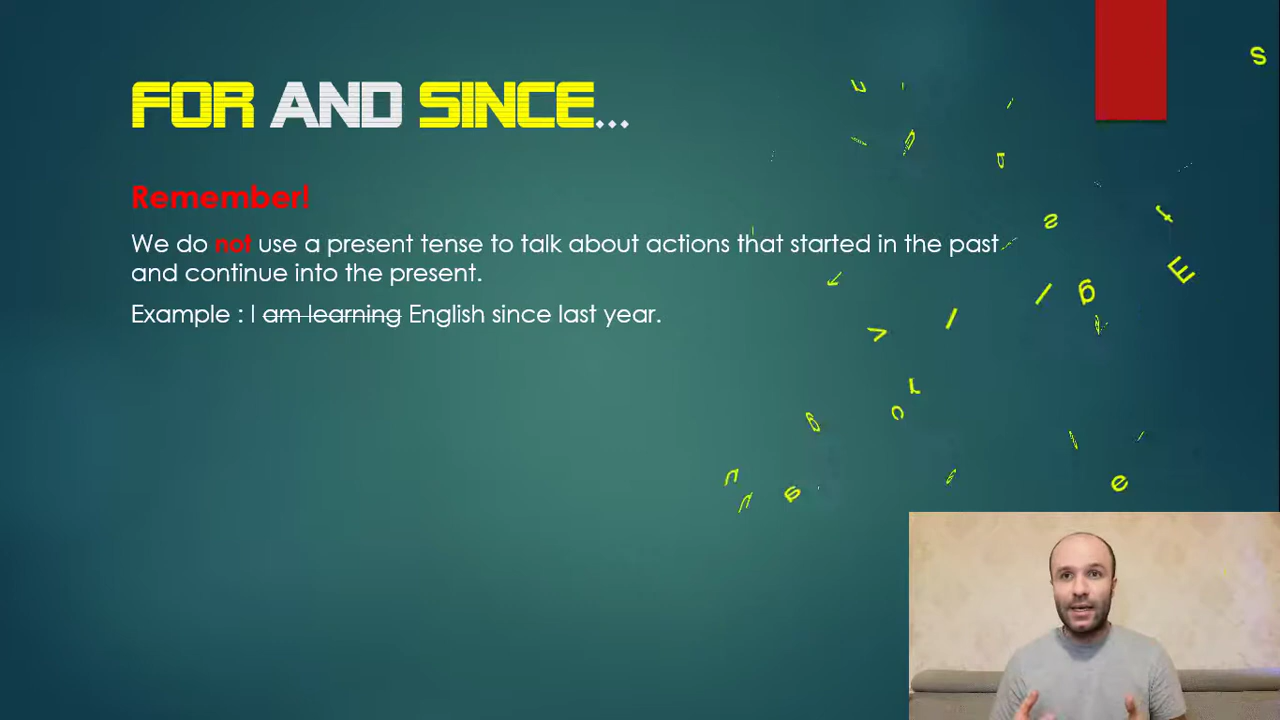 FOR AND SINCE...
Remember!
We do not use a present tense to talk about actions that started in the past
and continue into the present.
Example : I am learning English since last year.